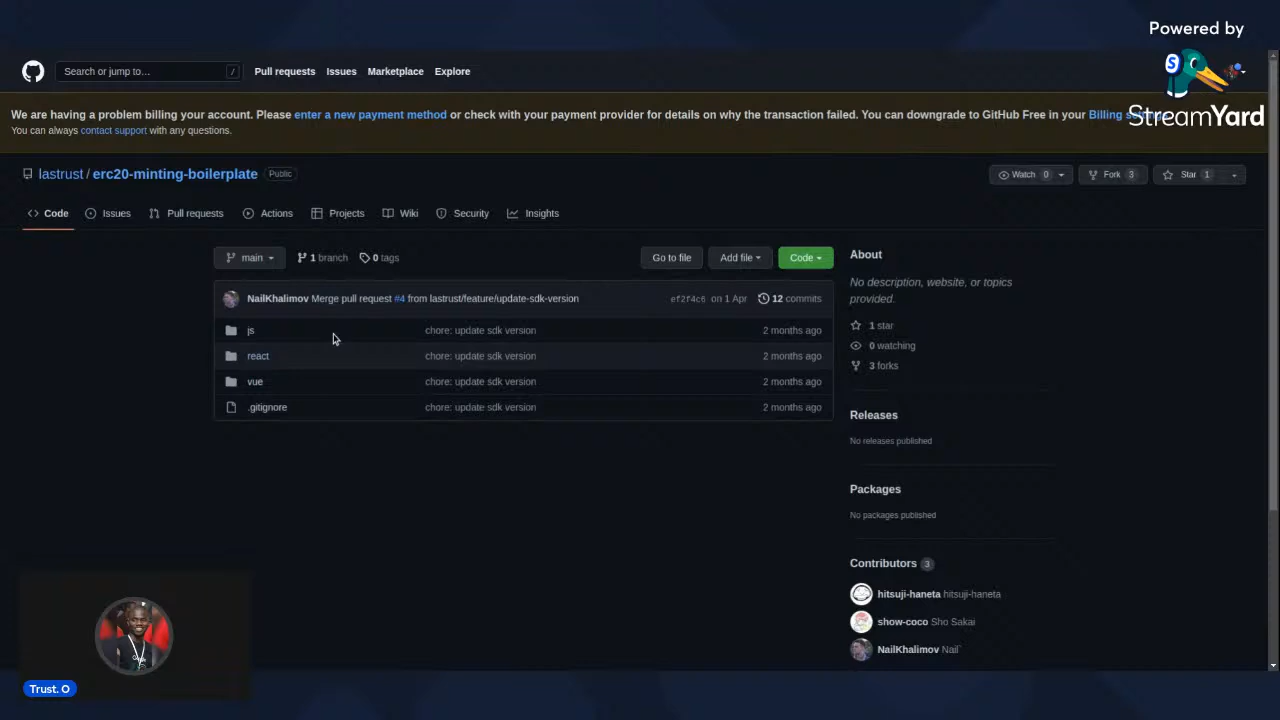 Powered by
StreamYard
Search or jump to… /
Pull requests Issues Marketplace Explore
We are having a problem billing your account. Please enter a new payment method or check with your payment provider for details on why the transaction failed. You can downgrade to GitHub Free in your Billing
You can always contact support with any questions.
lastrust / erc20-minting-boilerplate Public
Watch 0 Fork 3 Star 1
Code Issues Pull requests Actions Projects Wiki Security Insights
main 1 branch 0 tags Go to file Add file Code
NailKhalimov Merge pull request #4 from lastrust/feature/update-sdk-version ef2f4c6 on 1 Apr 12 commits
js chore: update sdk version 2 months ago
react chore: update sdk version 2 months ago
vue chore: update sdk version 2 months ago
.gitignore chore: update sdk version 2 months ago
About
No description, website, or topics
provided.
1 star
0 watching
3 forks
Releases
No releases published
Packages
No packages published
Contributors 3
hitsuji-haneta hitsuji-haneta
show-coco Sho Sakai
NailKhalimov Nail`
Trust. O